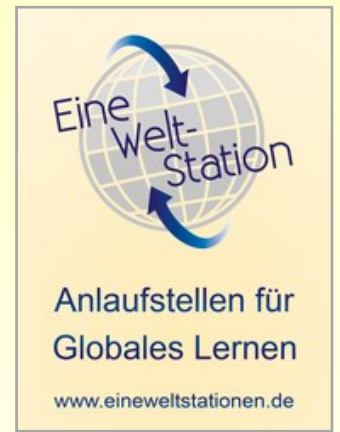 Eine
Welt-
Station
Anlaufstellen für
Globales Lernen
www.eineweltstationen.de